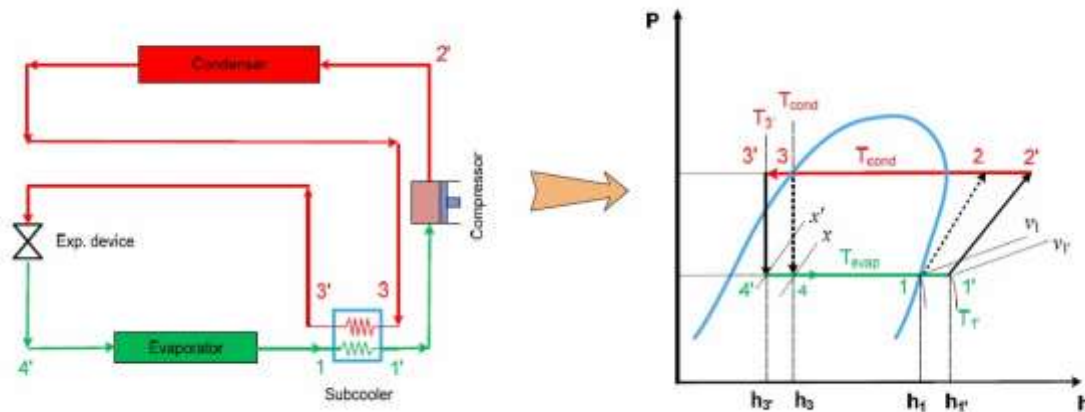 Condenser
2'
Compressor
Exp. device
3'
3
4'
Evaporator
1
1'
Subcooler
P
T3'
Tcond
3'
3
Tcond
2
2'
x'
x
v1
v1'
Tevap
4'
4
1
1'
T1'
h3'
h3
h1
h1'
h